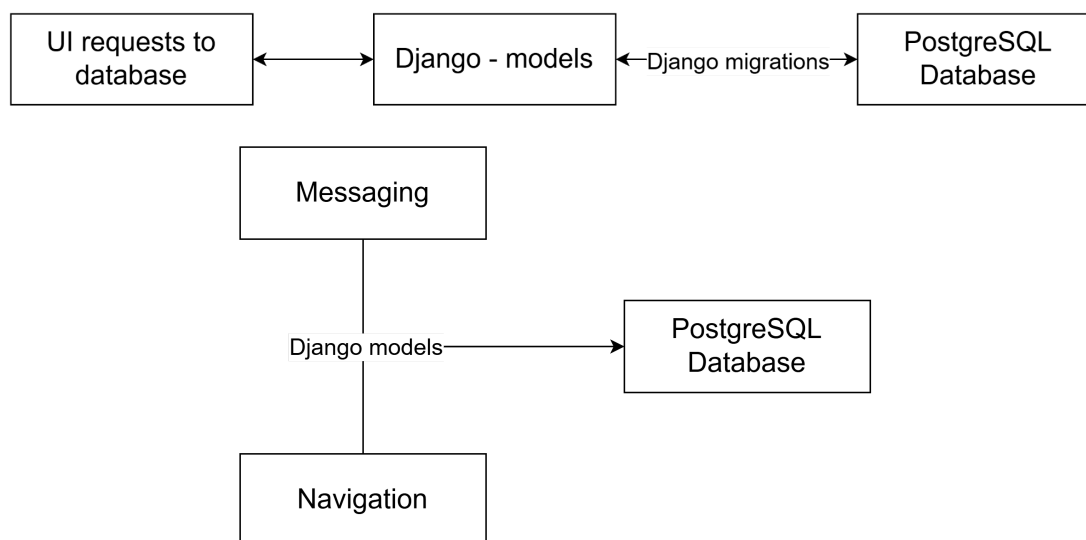 UI requests to
database
Django - models
Django migrations
PostgreSQL
Database
Messaging
Django models
PostgreSQL
Database
Navigation